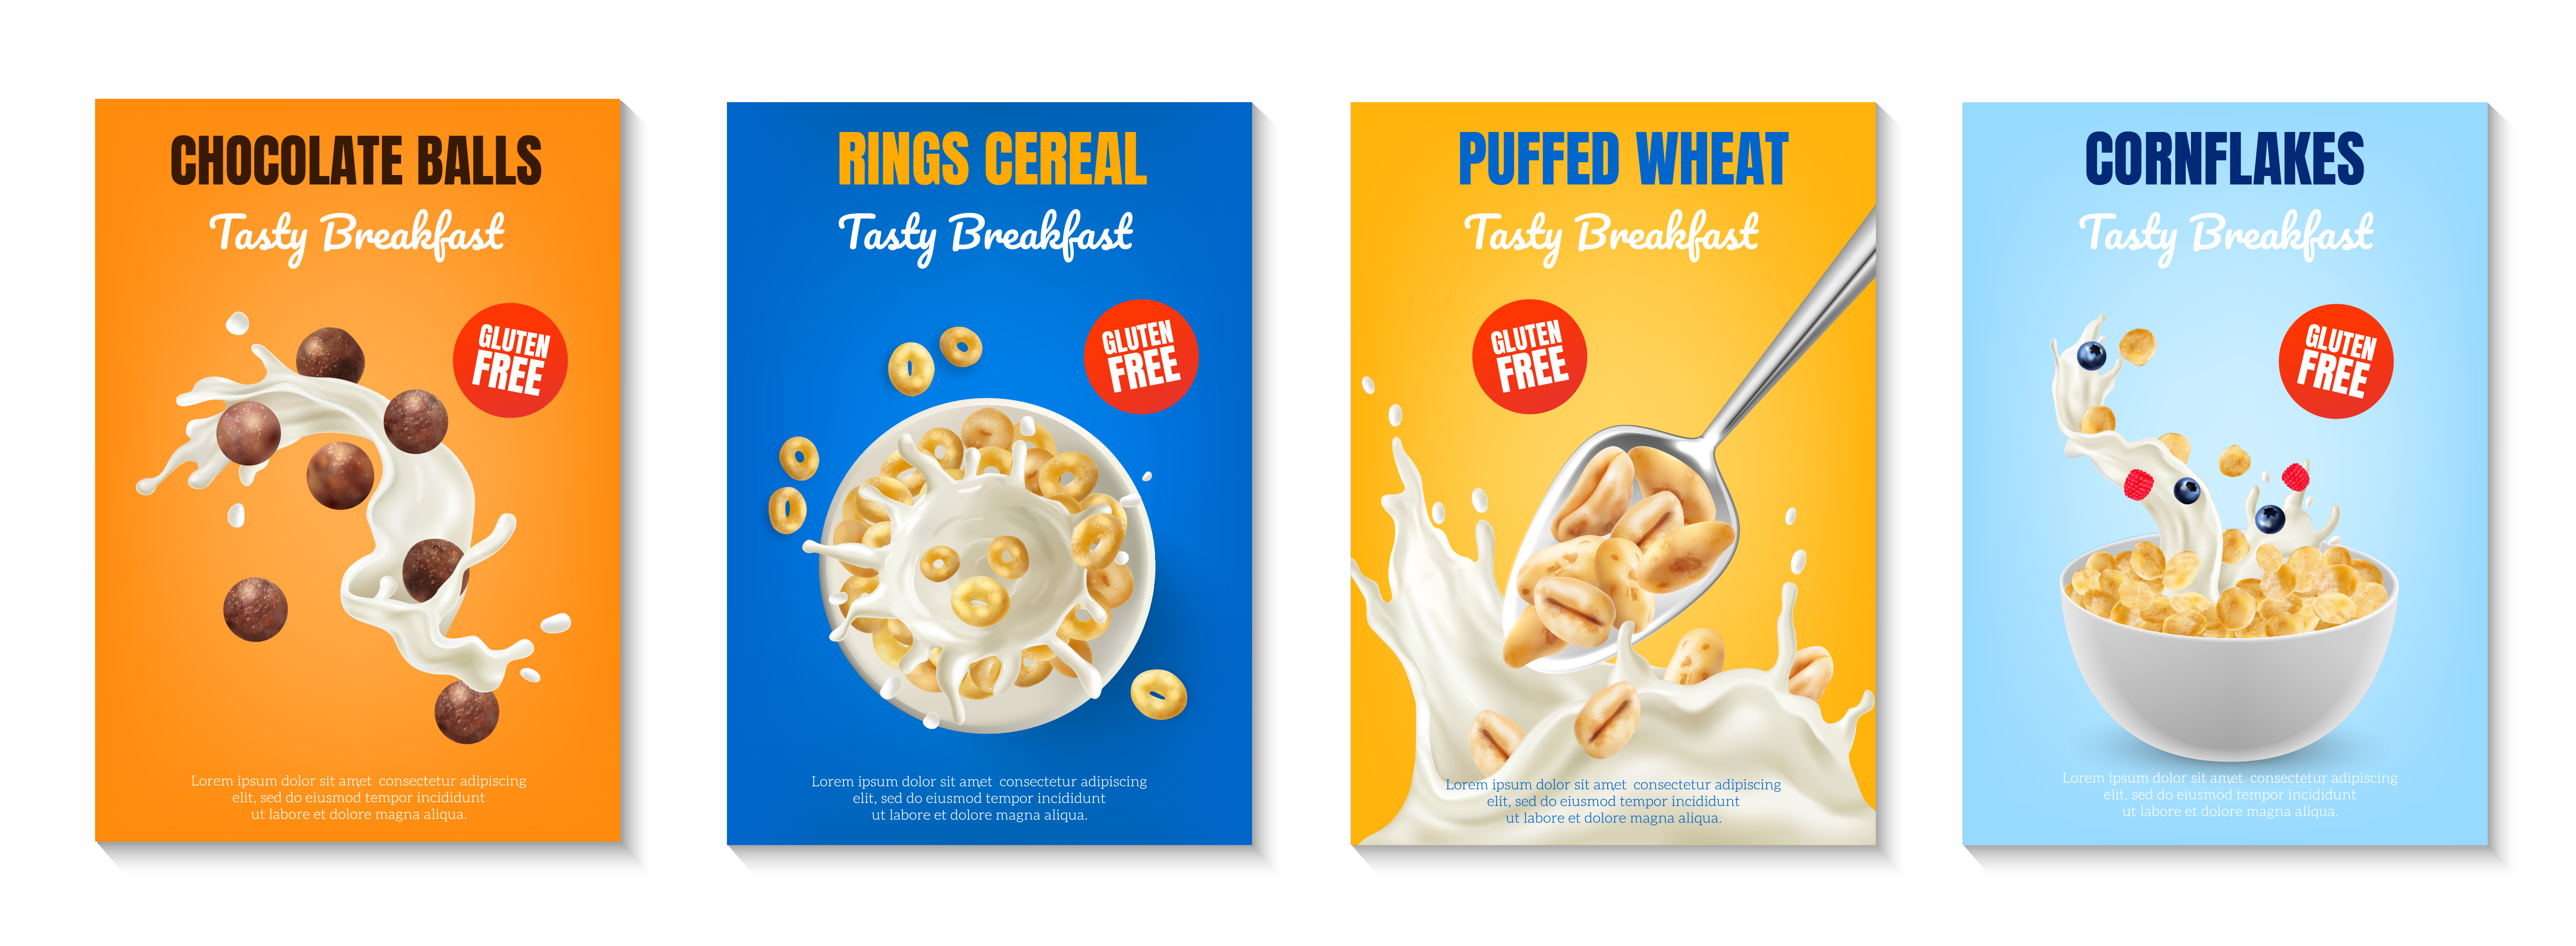 CHOCOLATE BALLS
Tasty Breakfast
GLUTEN
FREE
Lorem ipsum dolor sit amet  consectetur adipiscing
elit, sed do eiusmod tempor incididunt
ut labore et dolore magna aliqua.
RINGS CEREAL
Tasty Breakfast
GLUTEN
FREE
Lorem ipsum dolor sit amet  consectetur adipiscing
elit, sed do eiusmod tempor incididunt
ut labore et dolore magna aliqua.
PUFFED WHEAT
Tasty Breakfast
GLUTEN
FREE
Lorem ipsum dolor sit amet  consectetur adipiscing
elit, sed do eiusmod tempor incididunt
ut labore et dolore magna aliqua.
CORNFLAKES
Tasty Breakfast
GLUTEN
FREE
Lorem ipsum dolor sit amet  consectetur adipiscing
elit, sed do eiusmod tempor incididunt
ut labore et dolore magna aliqua.